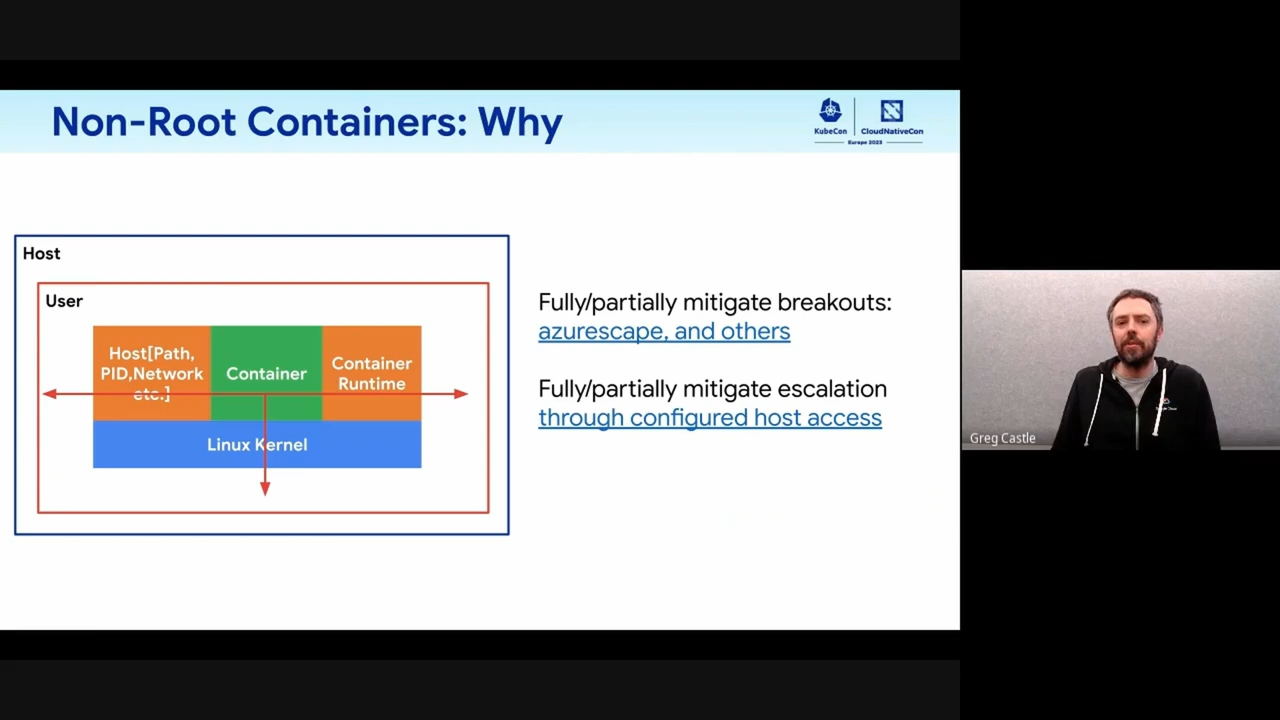 Non-Root Containers: Why
KubeCon
CloudNativeCon
Europe 2023
Host
User
Host[Path,
PID,Network
etc.]
Container
Container
Runtime
Linux Kernel
Fully/partially mitigate breakouts:
azurescape, and others
Fully/partially mitigate escalation
through configured host access
Greg Castle